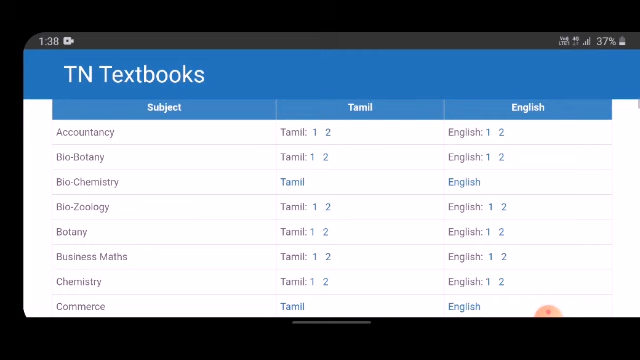 1:38 37%
TN Textbooks
Subject Tamil English
Accountancy Tamil: 1 2 English: 1 2
Bio-Botany Tamil: 1 2 English: 1 2
Bio-Chemistry Tamil English
Bio-Zoology Tamil: 1 2 English: 1 2
Botany Tamil: 1 2 English: 1 2
Business Maths Tamil: 1 2 English: 1 2
Chemistry Tamil: 1 2 English: 1 2
Commerce Tamil English